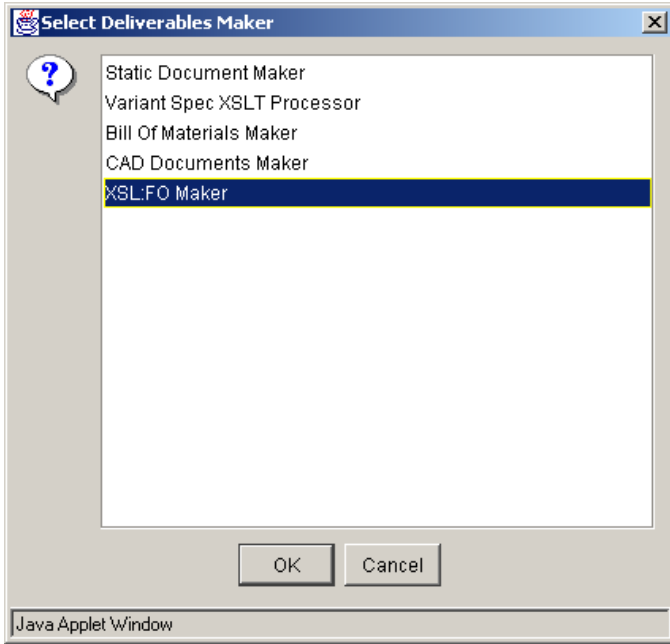 Select Deliverables Maker
Static Document Maker
Variant Spec XSLT Processor
Bill Of Materials Maker
CAD Documents Maker
XSL:FO Maker
OK
Cancel
Java Applet Window